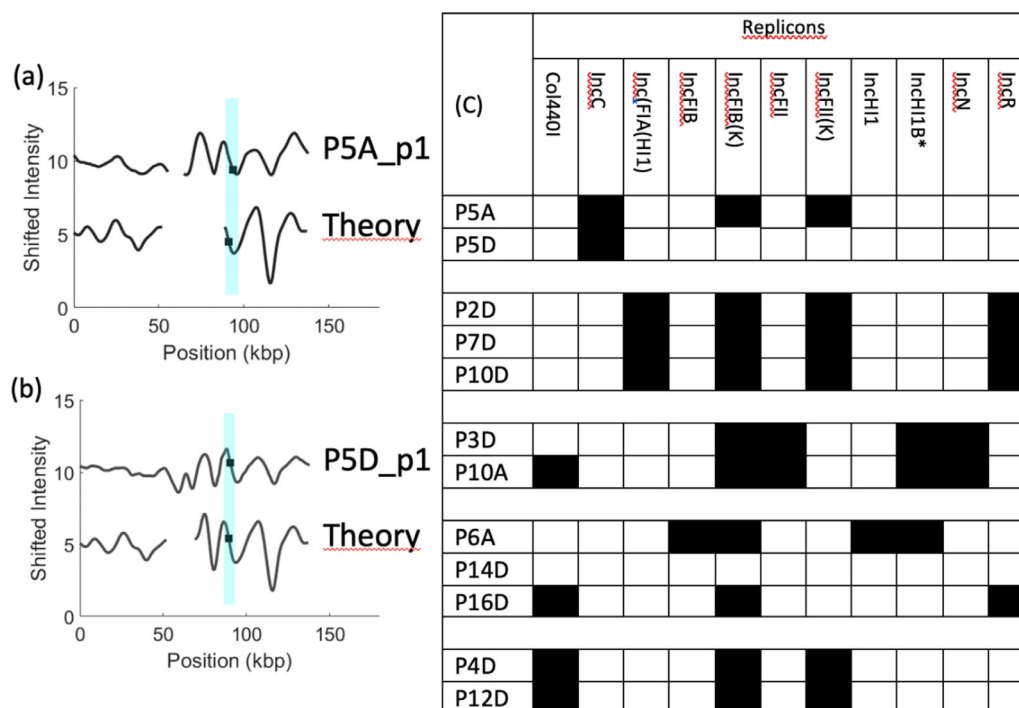 (a)
15
10
5
0
Shifted Intensity
P5A_p1
Theory
0 50 100 150
Position (kbp)
(b)
15
10
5
0
Shifted Intensity
P5D_p1
Theory
0 50 100 150
Position (kbp)
(C)
Replicons
Col440I
IncC
Inc(FIA(HI1)
IncFIB
IncFIB(K)
IncFII
IncFII(K)
IncHI1
IncHI1B*
IncN
IncR
P5A
P5D
P2D
P7D
P10D
P3D
P10A
P6A
P14D
P16D
P4D
P12D